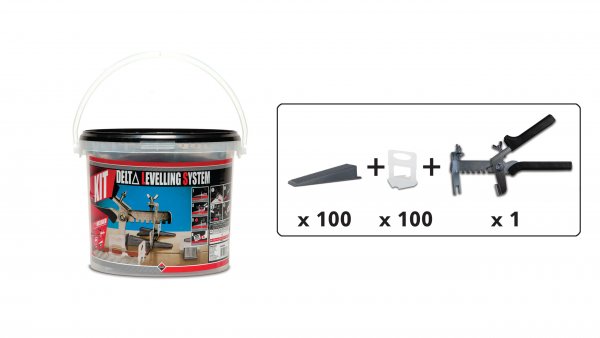 KIT
DELTA LEVELLING SYSTEM
+ +
x 100 x 100 x 1